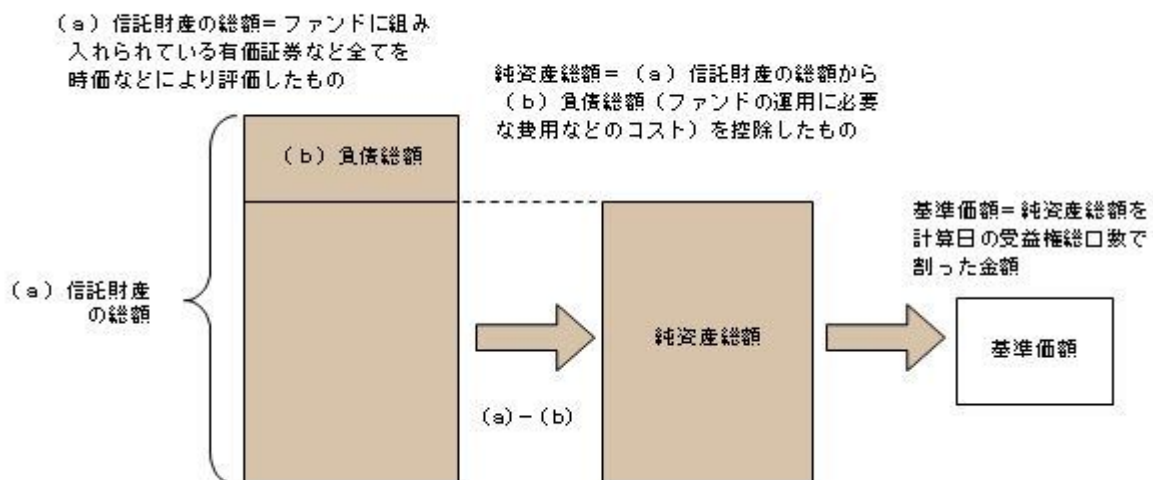 （a）信託財産の総額＝ファンドに組み
入れられている有価証券など全てを
時価などにより評価したもの
純資産総額＝（a）信託財産の総額から
（b）負債総額（ファンドの運用に必要
な費用などのコスト）を控除したもの
（b）負債総額
基準価額＝純資産総額を
計算日の受益権総口数で
割った金額
（a）信託財産
の総額
純資産総額
基準価額
（a）－（b）